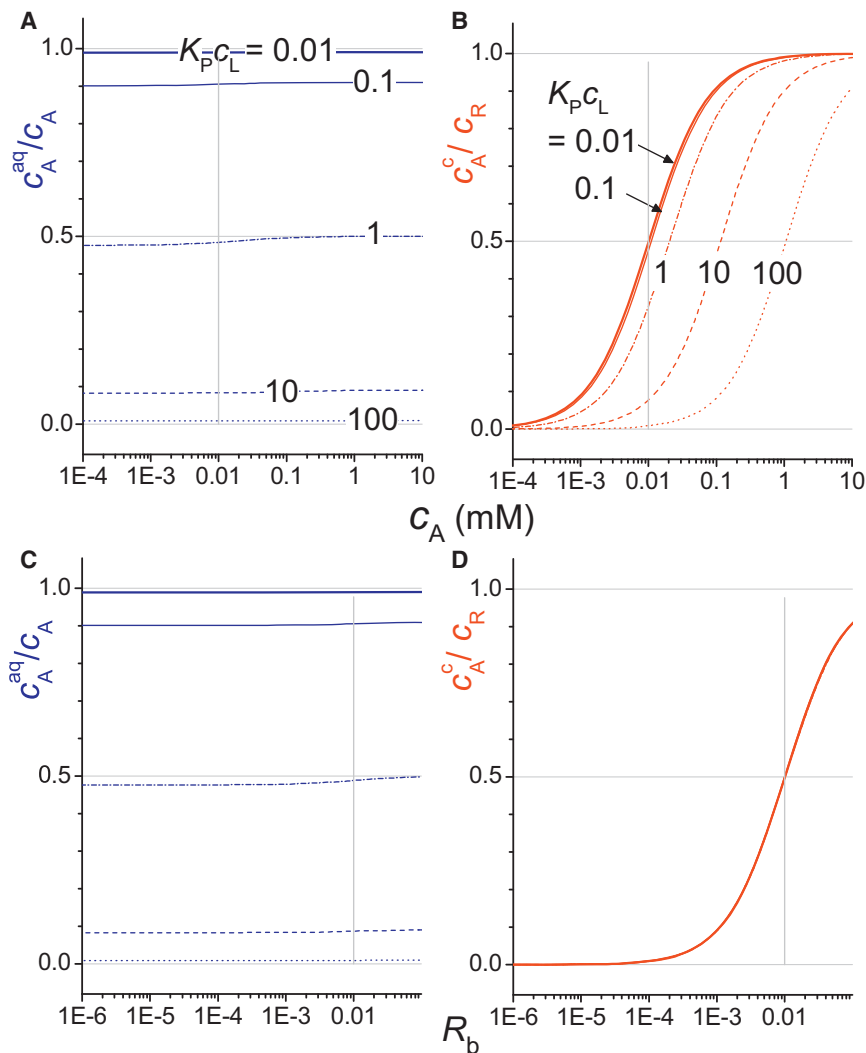 A
B
K_P c_L = 0.01
0.1
1
10
100
c_A^aq/c_A
1.0
0.5
0.0
1E-4
1E-3
0.01
0.1
1
10
K_P c_L
= 0.01
0.1
1
10
100
c_A^c/ c_R
1.0
0.5
0.0
1E-4
1E-3
0.01
0.1
1
10
c_A (mM)
C
D
c_A^aq/c_A
1.0
0.5
0.0
1E-6
1E-5
1E-4
1E-3
0.01
c_A^c/ c_R
1.0
0.5
0.0
1E-6
1E-5
1E-4
1E-3
0.01
R_b